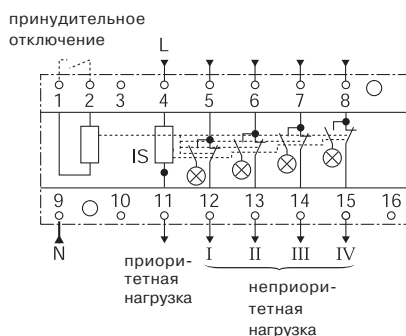 принудительное
отключение
L
1 2 3 4 5 6 7 8
IS
9 10 11 12 13 14 15 16
N
I II III IV
приори-
тетная
нагрузка
неприори-
тетная
нагрузка